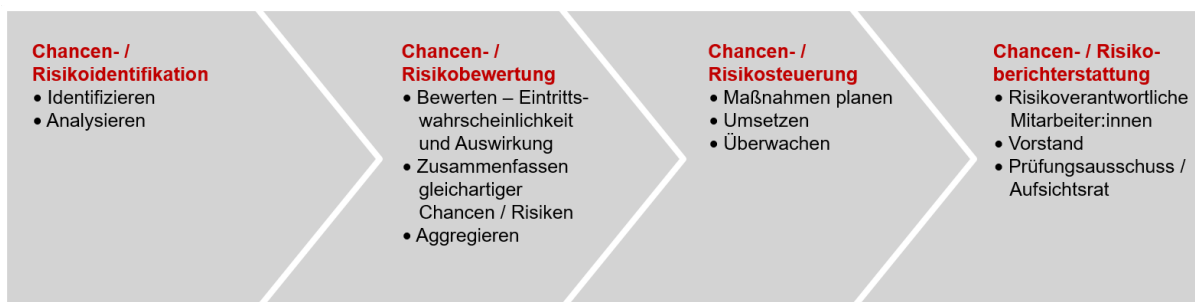 Chancen- /
Risikoidentifikation
• Identifizieren
• Analysieren
Chancen- /
Risikobewertung
• Bewerten – Eintritts-
wahrscheinlichkeit
und Auswirkung
• Zusammenfassen
gleichartiger
Chancen / Risiken
• Aggregieren
Chancen- /
Risikosteuerung
• Maßnahmen planen
• Umsetzen
• Überwachen
Chancen- / Risiko-
berichterstattung
• Risikoverantwortliche
Mitarbeiter:innen
• Vorstand
• Prüfungsausschuss /
Aufsichtsrat